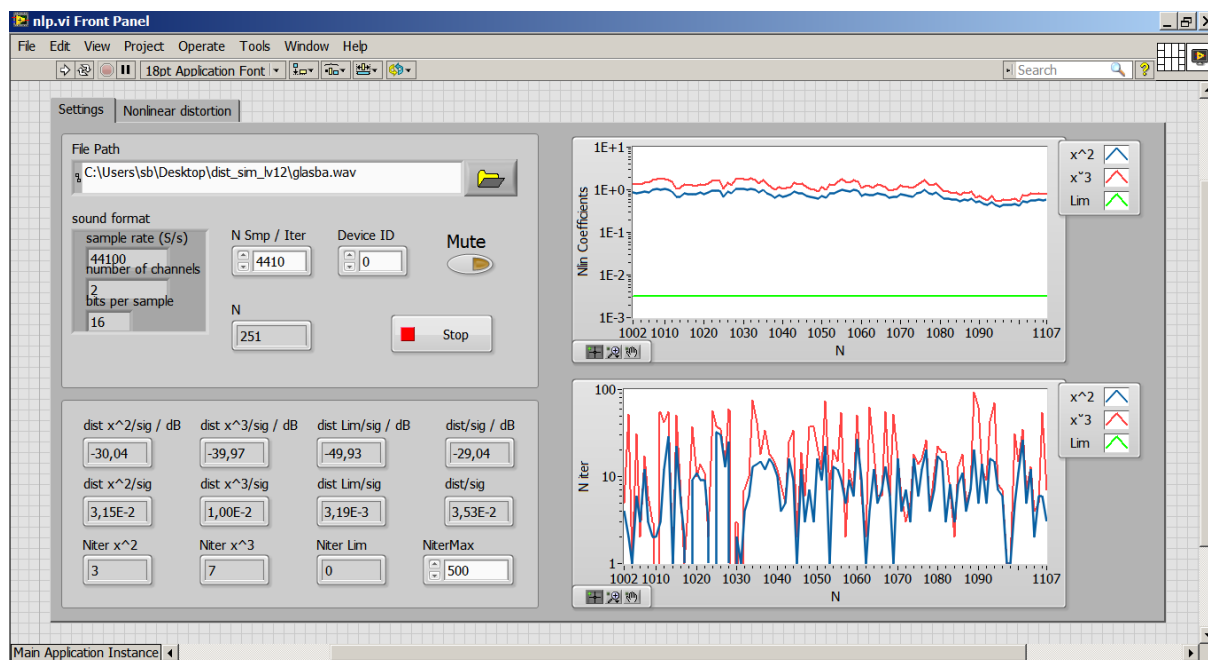 nlp.vi Front Panel
File Edit View Project Operate Tools Window Help
18pt Application Font
Search
Settings
Nonlinear distortion
File Path
C:\Users\sb\Desktop\dist_sim_lv12\glasba.wav
sound format
sample rate (S/s)
44100
number of channels
2
bits per sample
16
N Smp / Iter
4410
Device ID
0
Mute
N
251
Stop
dist x^2/sig / dB
dist x^3/sig / dB
dist Lim/sig / dB
dist/sig / dB
-30,04
-39,97
-49,93
-29,04
dist x^2/sig
dist x^3/sig
dist Lim/sig
dist/sig
3,15E-2
1,00E-2
3,19E-3
3,53E-2
Niter x^2
Niter x^3
Niter Lim
NiterMax
3
7
0
500
Nlin Coefficients
1E+1
1E+0
1E-1
1E-2
1E-3
1002 1010 1020 1030 1040 1050 1060 1070 1080 1090 1107
N
x^2
xˇ3
Lim
N iter
100
10
1
1002 1010 1020 1030 1040 1050 1060 1070 1080 1090 1107
N
x^2
xˇ3
Lim
Main Application Instance